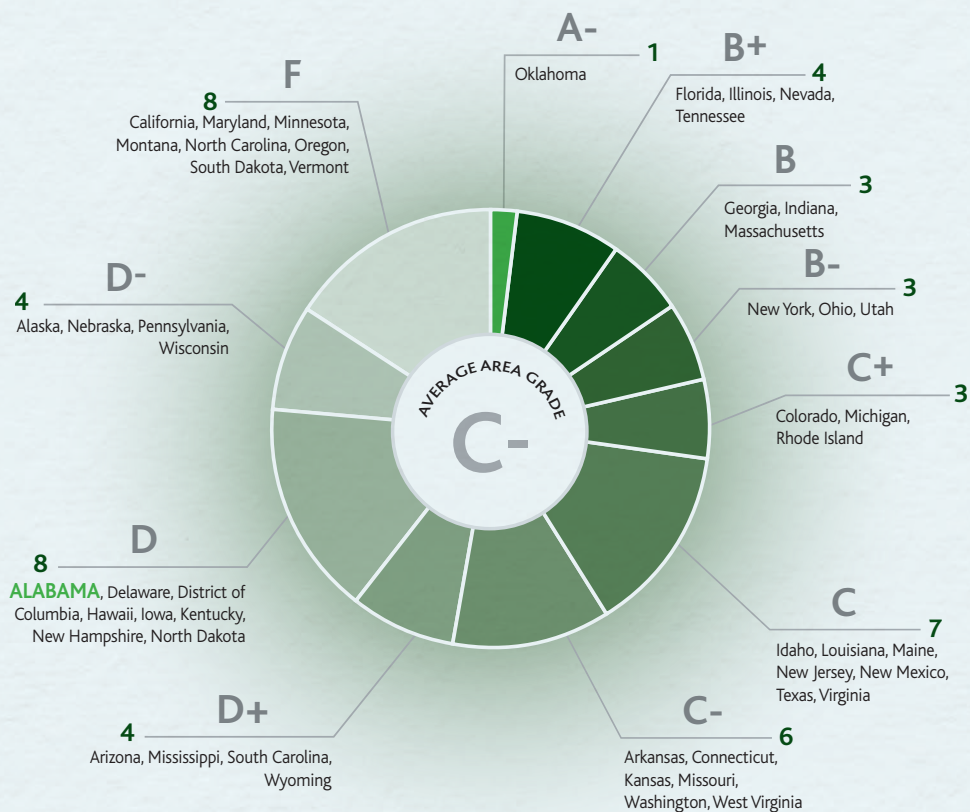 A-
1
Oklahoma
B+
4
Florida, Illinois, Nevada,
Tennessee
B
3
Georgia, Indiana,
Massachusetts
B-
3
New York, Ohio, Utah
C+
3
Colorado, Michigan,
Rhode Island
C
7
Idaho, Louisiana, Maine,
New Jersey, New Mexico,
Texas, Virginia
C-
6
Arkansas, Connecticut,
Kansas, Missouri,
Washington, West Virginia
D+
4
Arizona, Mississippi, South Carolina,
Wyoming
D
8
ALABAMA, Delaware, District of
Columbia, Hawaii, Iowa, Kentucky,
New Hampshire, North Dakota
D-
4
Alaska, Nebraska, Pennsylvania,
Wisconsin
F
8
California, Maryland, Minnesota,
Montana, North Carolina, Oregon,
South Dakota, Vermont
AVERAGE AREA GRADE
C-